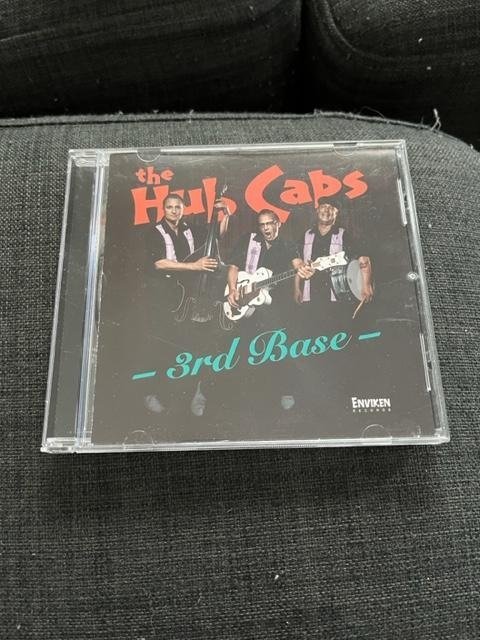 the
Hub Caps
- 3rd Base -
ENVIKEN
RECORDS